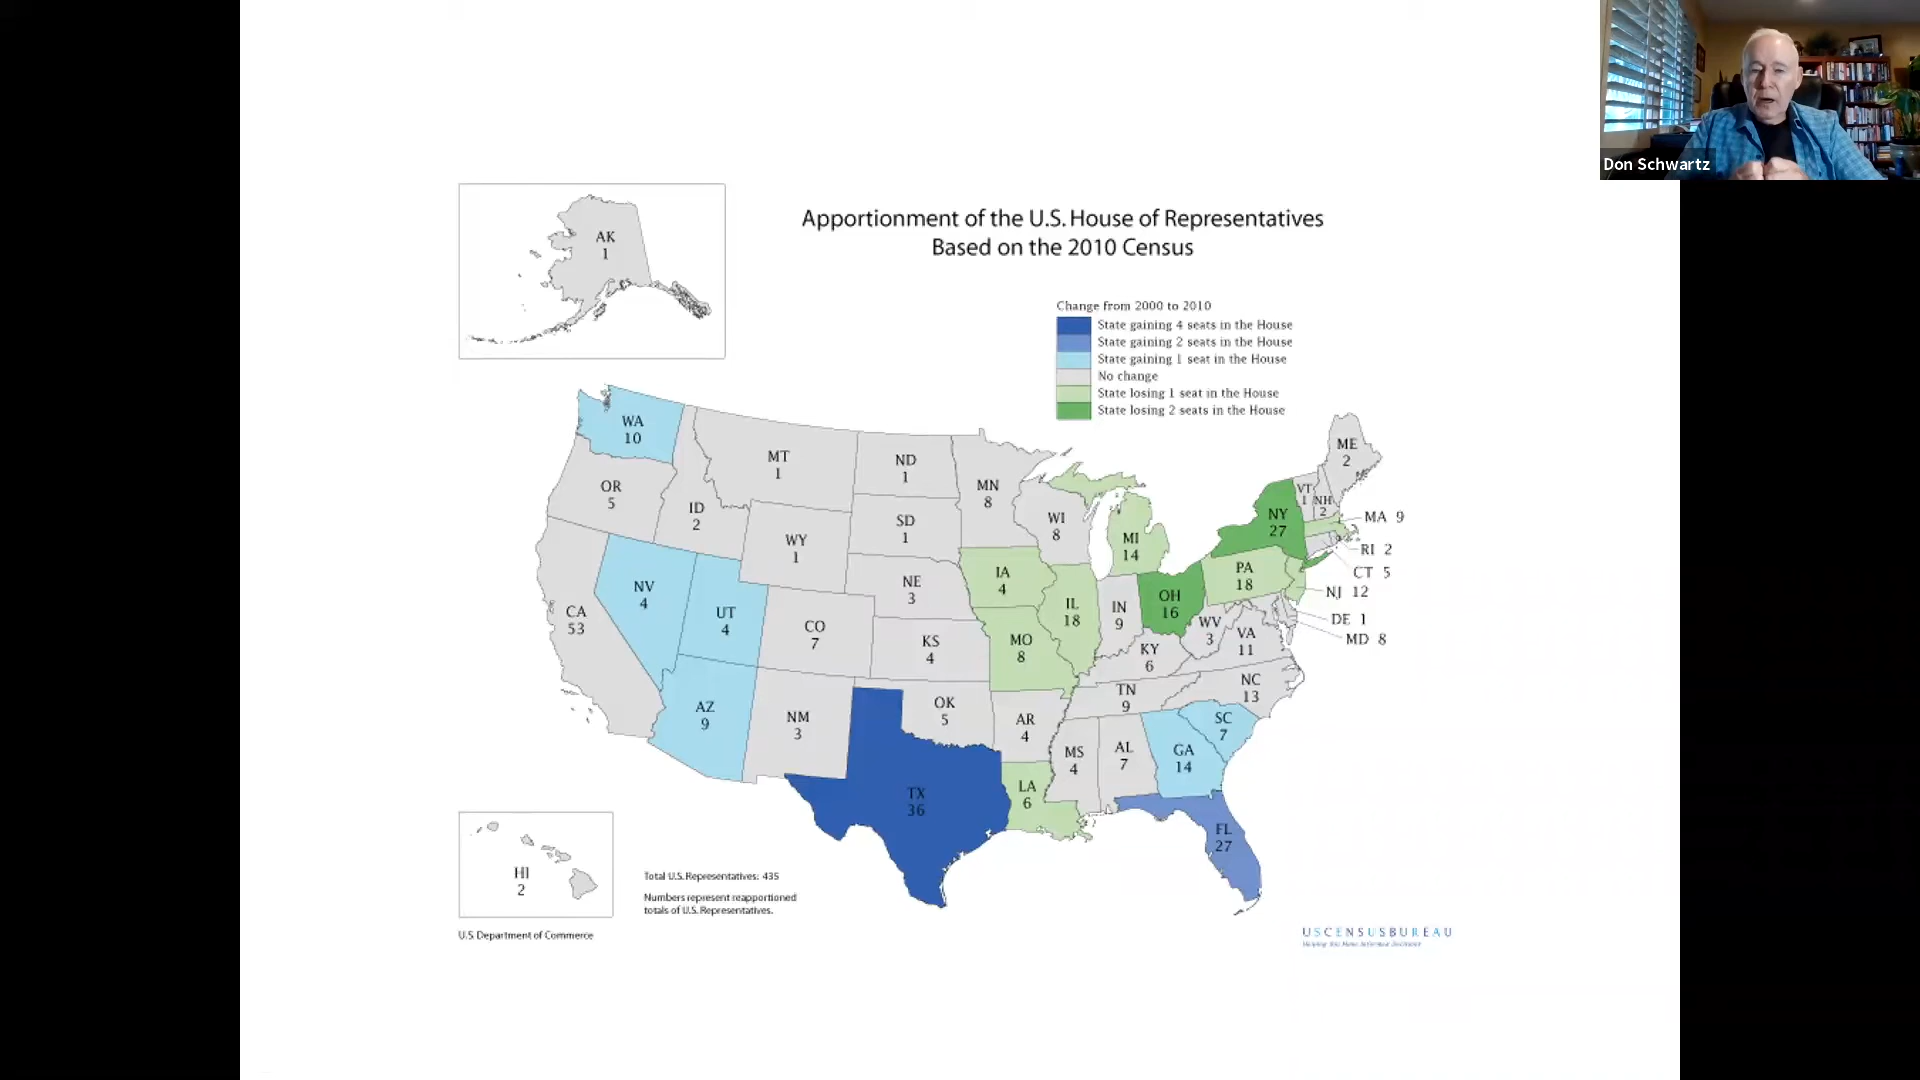 Don Schwartz
Apportionment of the U.S. House of Representatives
Based on the 2010 Census
Change from 2000 to 2010
State gaining 4 seats in the House
State gaining 2 seats in the House
State gaining 1 seat in the House
No change
State losing 1 seat in the House
State losing 2 seats in the House
AK
1
WA
10
OR
5
CA
53
NV
4
ID
2
MT
1
WY
1
UT
4
AZ
9
CO
7
NM
3
ND
1
SD
1
NE
3
KS
4
OK
5
TX
36
MN
8
IA
4
MO
8
AR
4
LA
6
WI
8
IL
18
MI
14
IN
9
OH
16
KY
6
TN
9
MS
4
AL
7
GA
14
FL
27
SC
7
NC
13
VA
11
WV
3
PA
18
NY
27
VT
1
NH
2
ME
2
MA 9
RI 2
CT 5
NJ 12
DE 1
MD 8
HI
2
Total U.S. Representatives: 435
Numbers represent reapportioned
totals of U.S. Representatives.
U.S. Department of Commerce
USCENSUSBUREAU